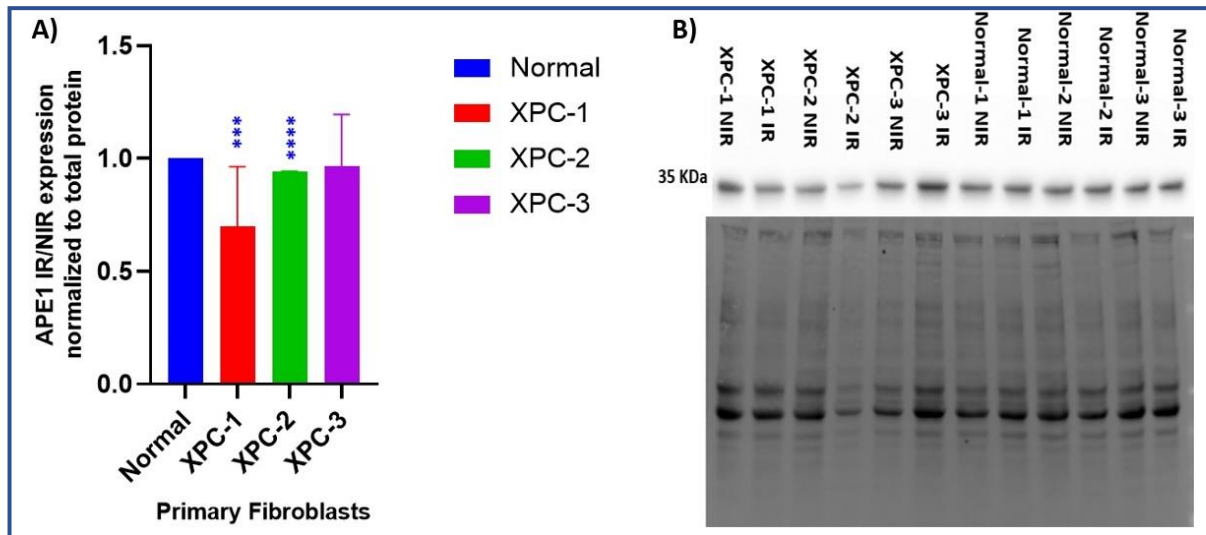 A)
APE1 IR/NIR expression
normalized to total protein
1.5
1.0
0.5
0.0
***
****
Normal
XPC-1
XPC-2
XPC-3
Primary Fibroblasts
Normal
XPC-1
XPC-2
XPC-3
B)
XPC-1 NIR
XPC-1 IR
XPC-2 NIR
XPC-2 IR
XPC-3 NIR
XPC-3 IR
Normal-1 NIR
Normal-1 IR
Normal-2 NIR
Normal-2 IR
Normal-3 NIR
Normal-3 IR
35 KDa